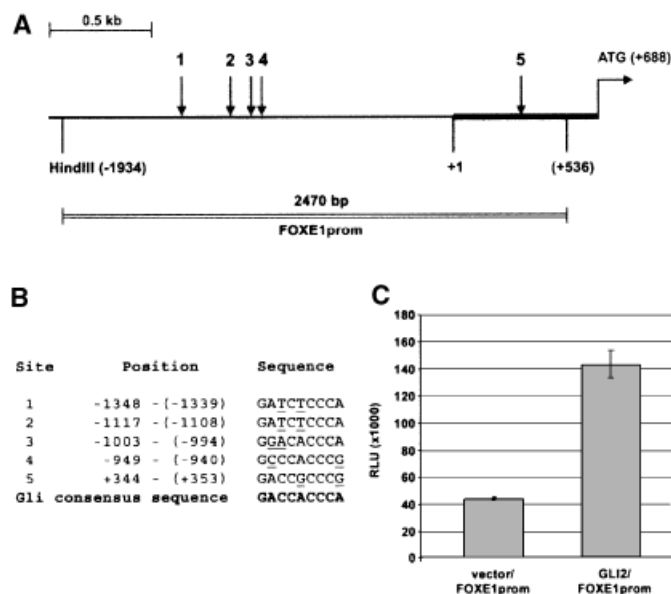 A
0.5 kb
1 2 3 4 5
ATG (+688)
HindIII (-1934)
+1
(+536)
2470 bp
FOXE1prom
B
Site Position Sequence
1 -1348 - (-1339) GATCTCCCA
2 -1117 - (-1108) GATCTCCCA
3 -1003 - (-994) GGACACCCA
4 -949 - (-940) GCCCACCCG
5 +344 - (+353) GACCGCCCG
Gli consensus sequence GACCACCCA
C
RLU (x1000)
180
160
140
120
100
80
60
40
20
0
vector/
FOXE1prom
GLI2/
FOXE1prom